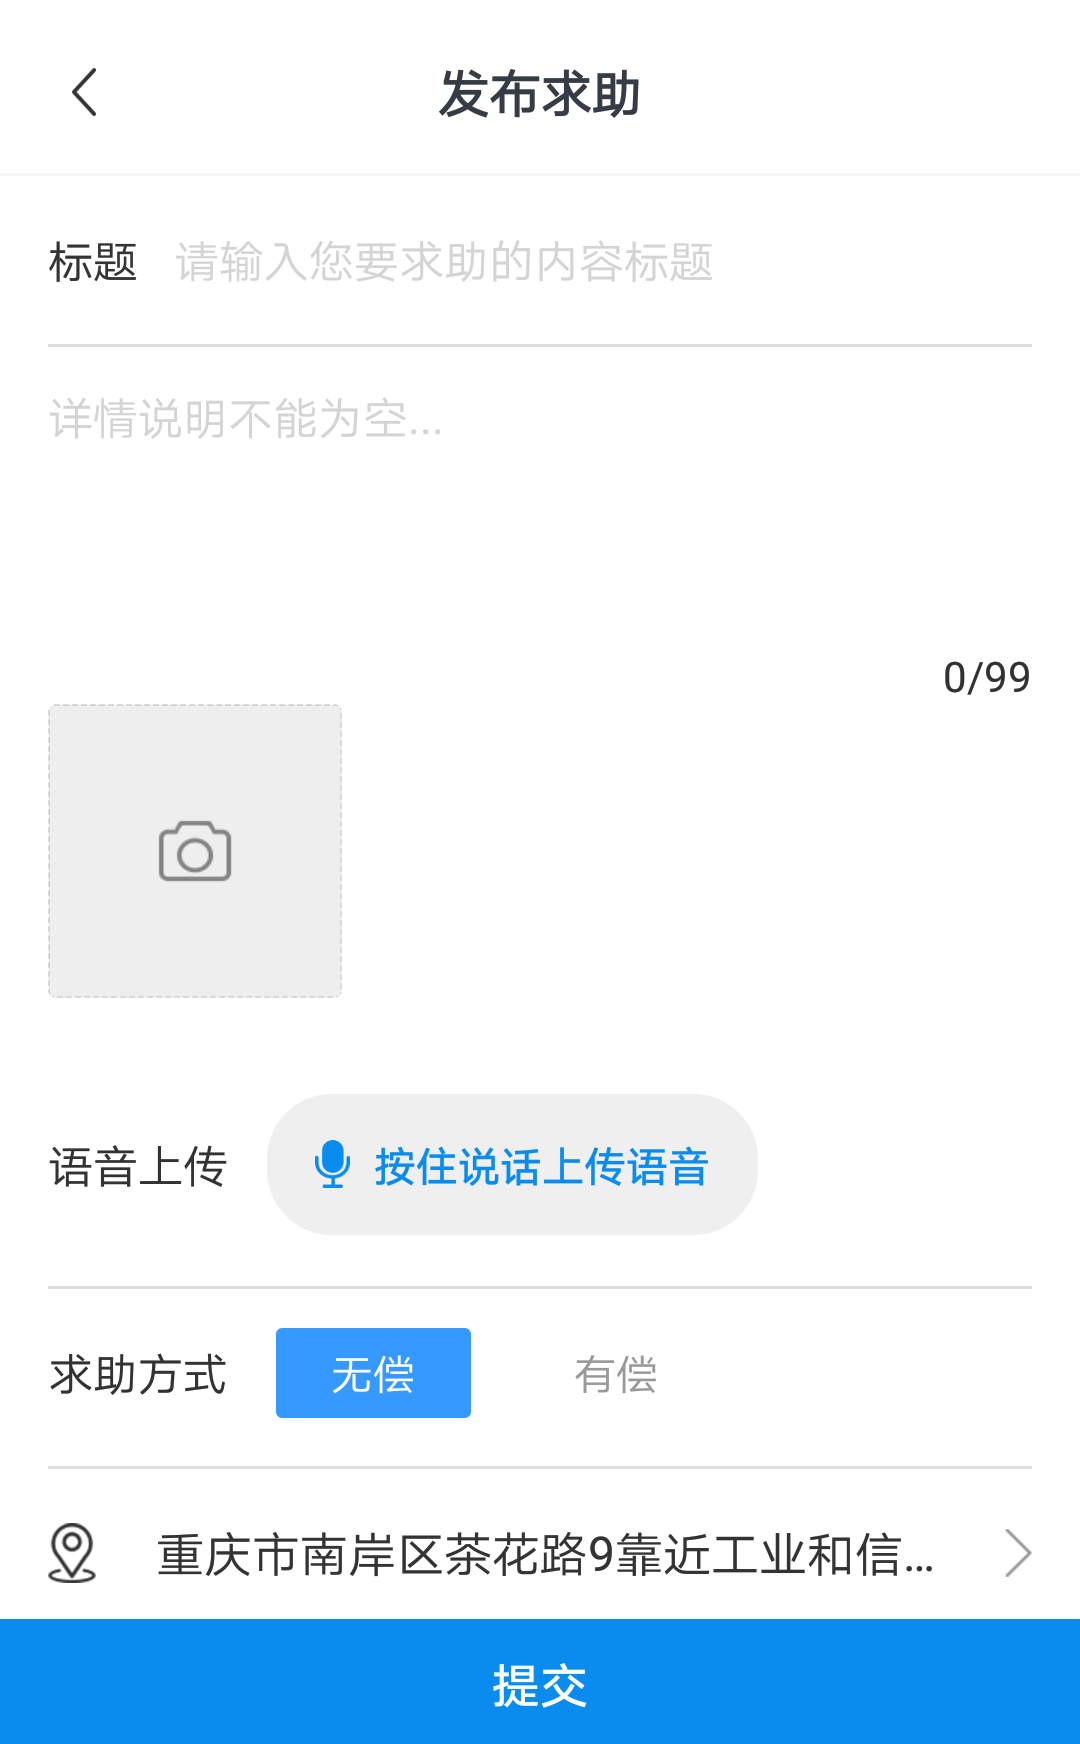 发布求助
标题 请输入您要求助的内容标题
详情说明不能为空...
0/99
语音上传 按住说话上传语音
求助方式 无偿 有偿
重庆市南岸区茶花路9靠近工业和信...
提交